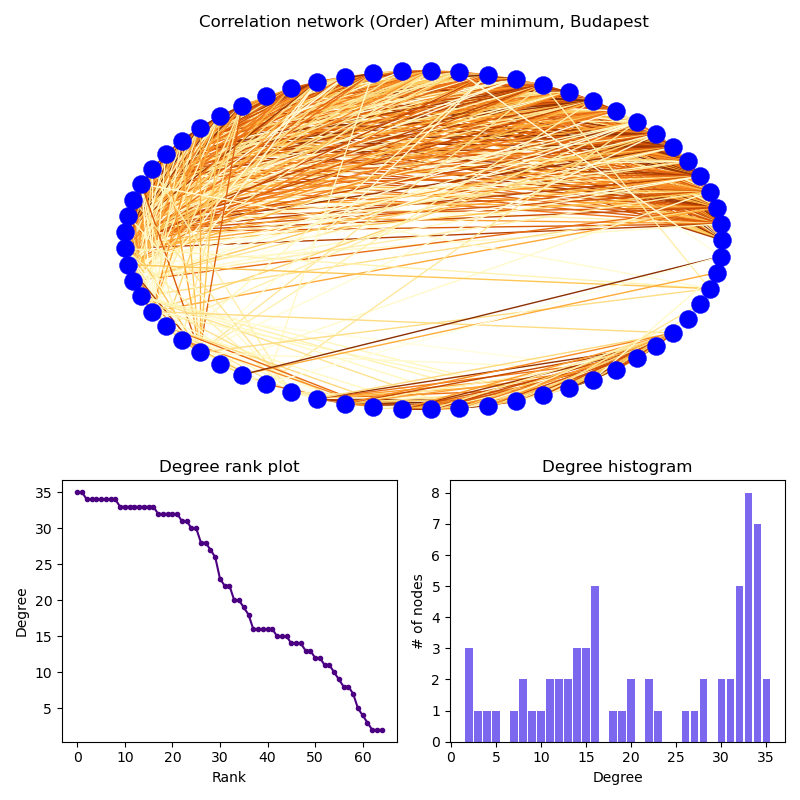 Correlation network (Order) After minimum, Budapest
Degree rank plot
Degree
35
30
25
20
15
10
5
0 10 20 30 40 50 60
Rank
Degree histogram
# of nodes
8
7
6
5
4
3
2
1
0
0 5 10 15 20 25 30 35
Degree